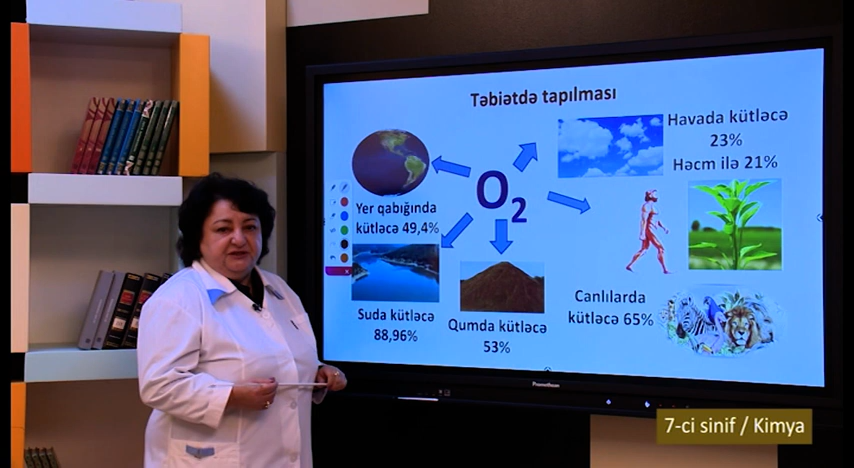 Təbiətdə tapılması
Havada kütləcə
23%
Həcm ilə 21%
O2
Yer qabığında
kütləcə 49,4%
Suda kütləcə
88,96%
Qumda kütləcə
53%
Canlılarda
kütləcə 65%
Promethean
7-ci sinif / Kimya